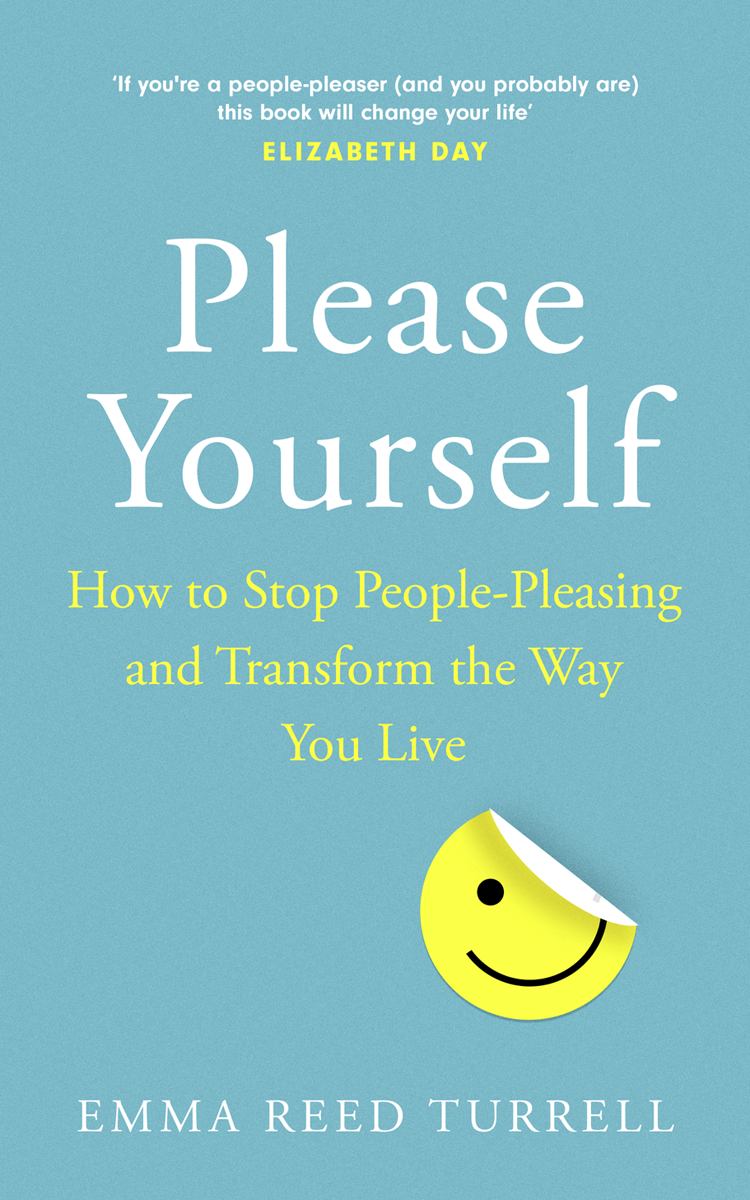 ‘If you're a people-pleaser (and you probably are)
this book will change your life’
ELIZABETH DAY
Please
Yourself
How to Stop People-Pleasing
and Transform the Way
You Live
EMMA REED TURRELL